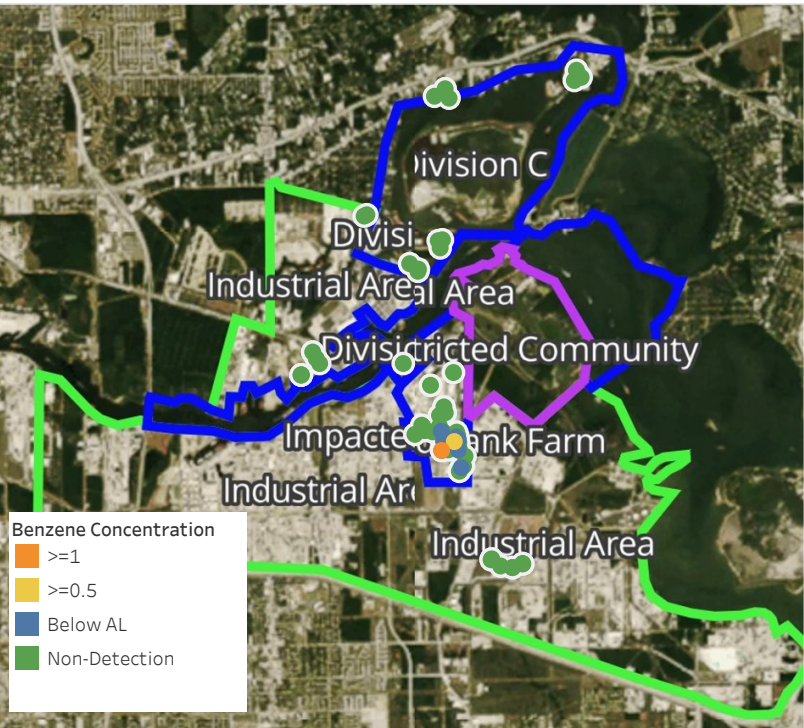 Division C
Divisi
Industrial Area
al Area
Divisi
tricted Community
Impacte
ank Farm
Industrial Are
Industrial Area
Benzene Concentration
>=1
>=0.5
Below AL
Non-Detection